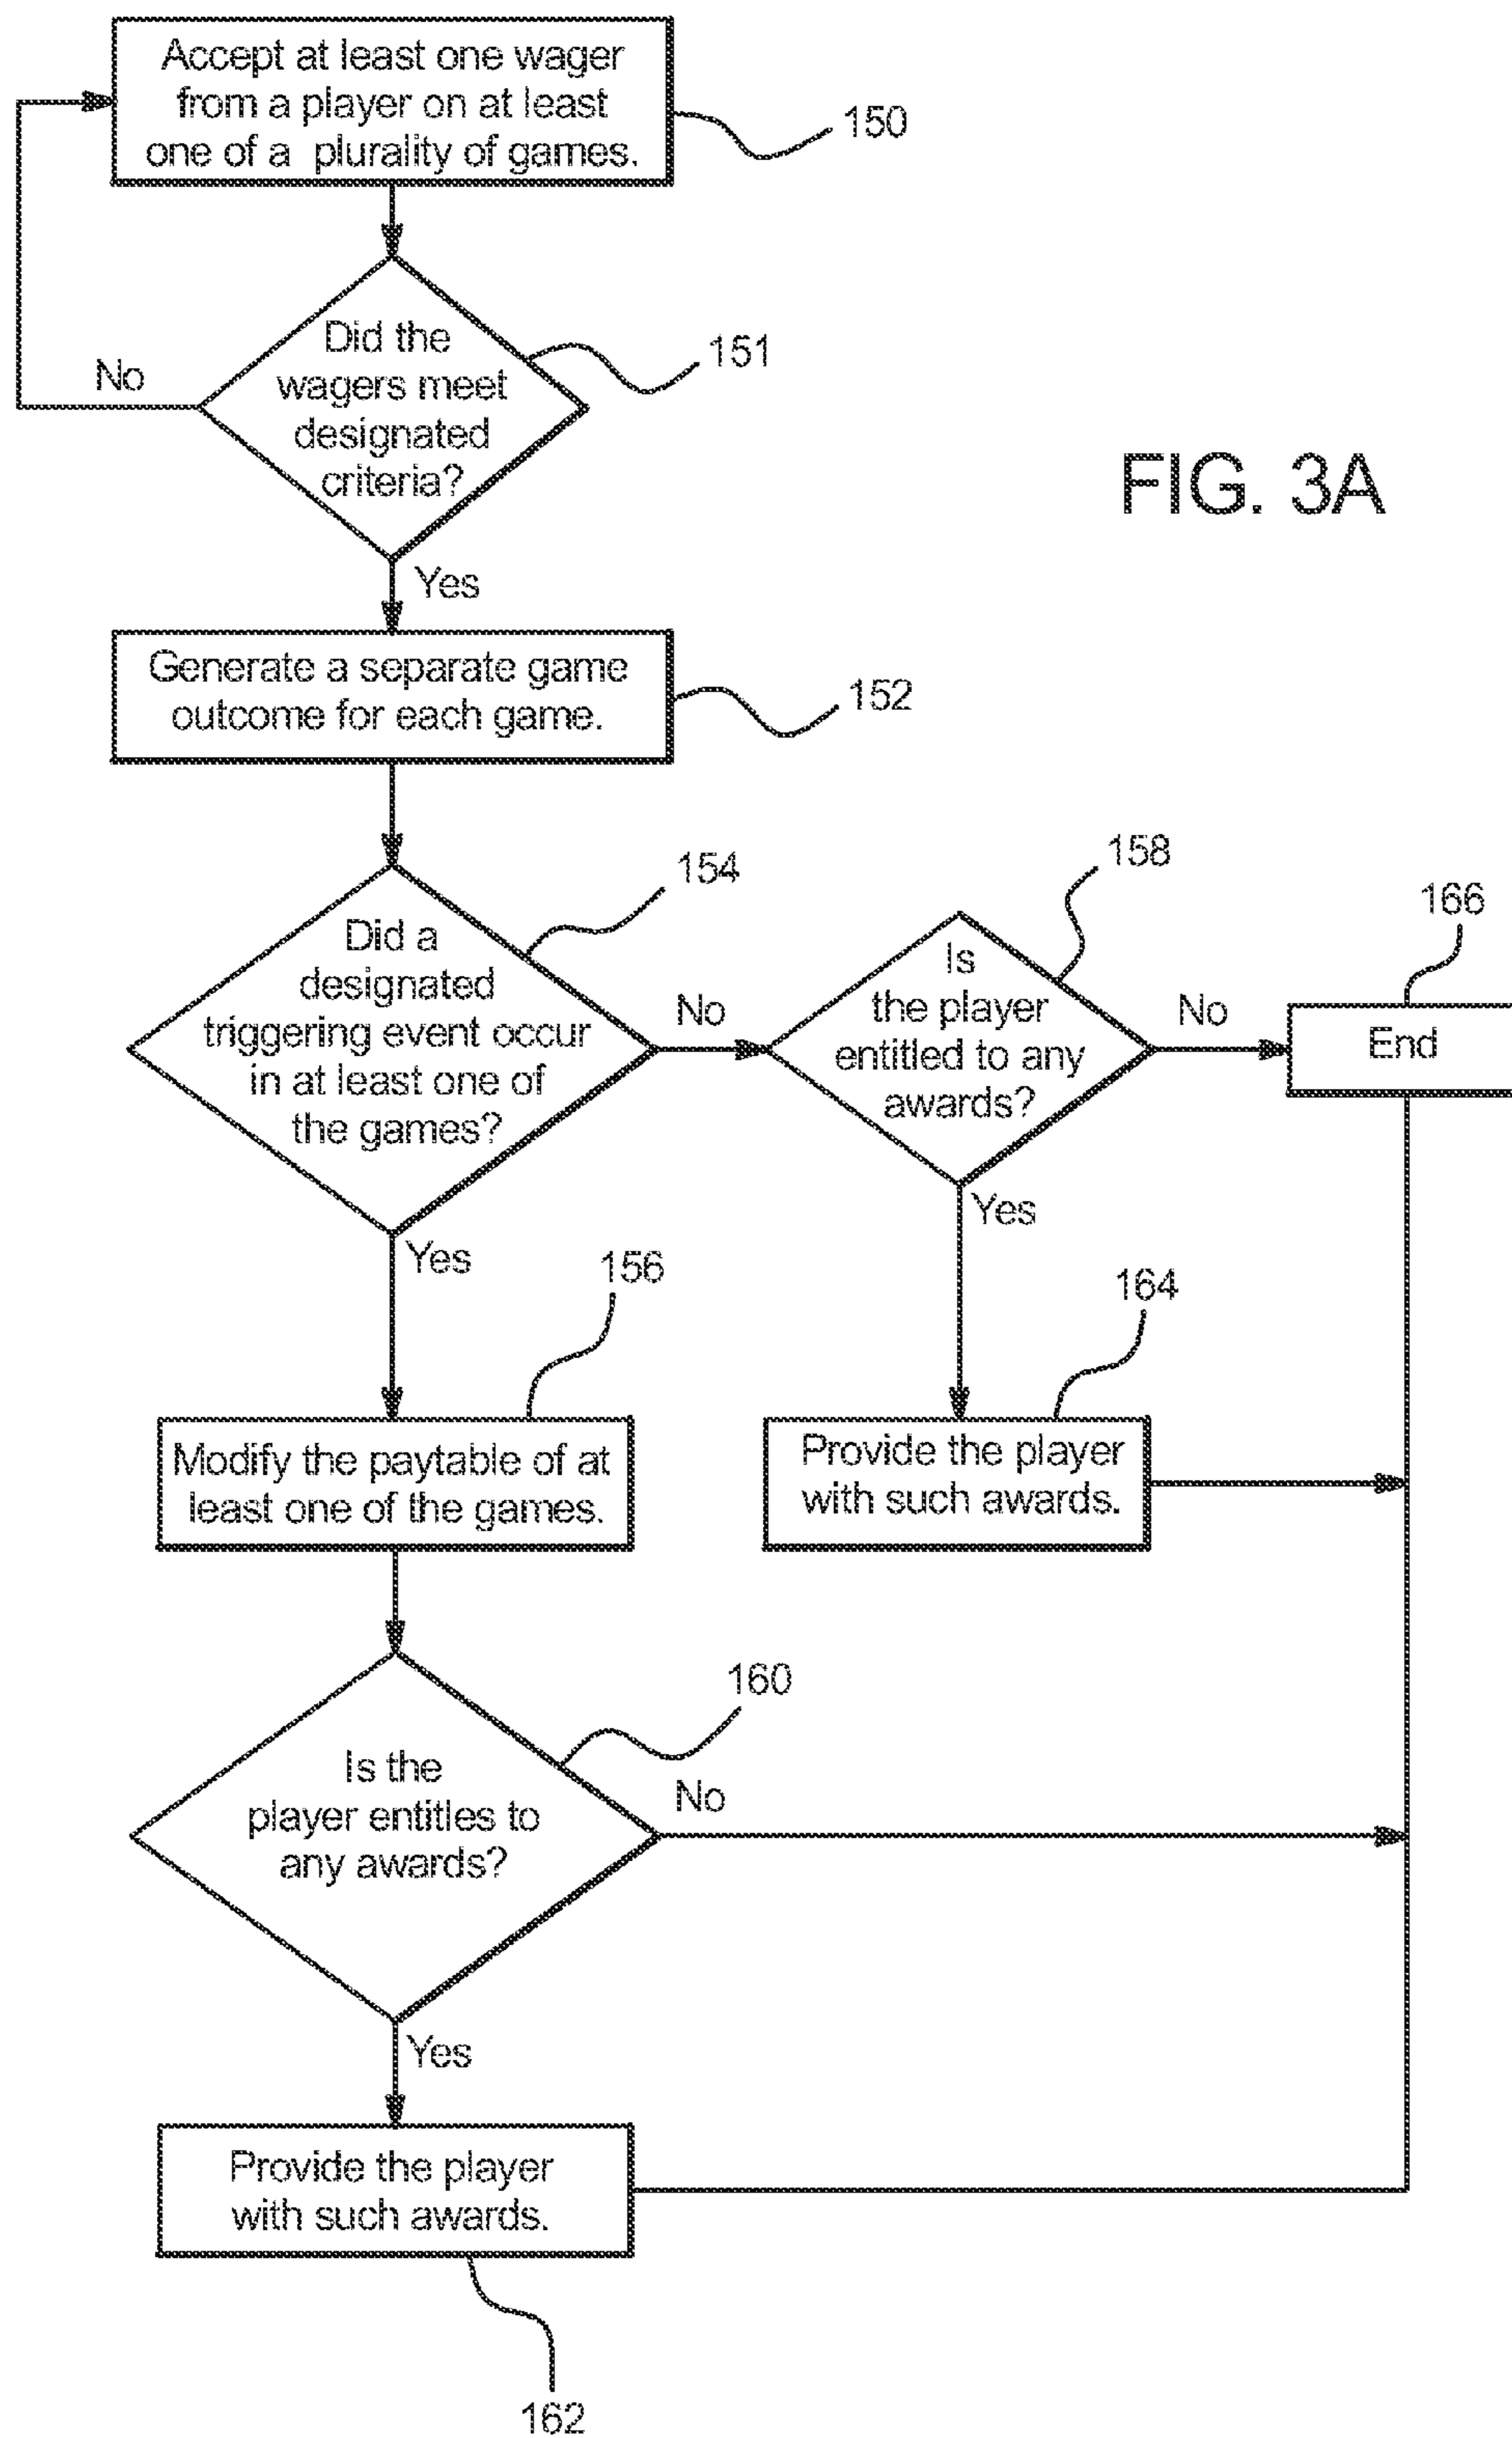 Accept at least one wager
from a player on at least
one of a plurality of games.
150
Did the
wagers meet
designated
criteria?
151
No
Yes
FIG. 3A
Generate a separate game
outcome for each game.
152
Did a
designated
triggering event occur
in at least one of
the games?
154
No
Yes
Is
the player
entitled to any
awards?
158
No
Yes
166
End
156
Modify the paytable of at
least one of the games.
164
Provide the player
with such awards.
Is the
player entitles to
any awards?
160
No
Yes
Provide the player
with such awards.
162